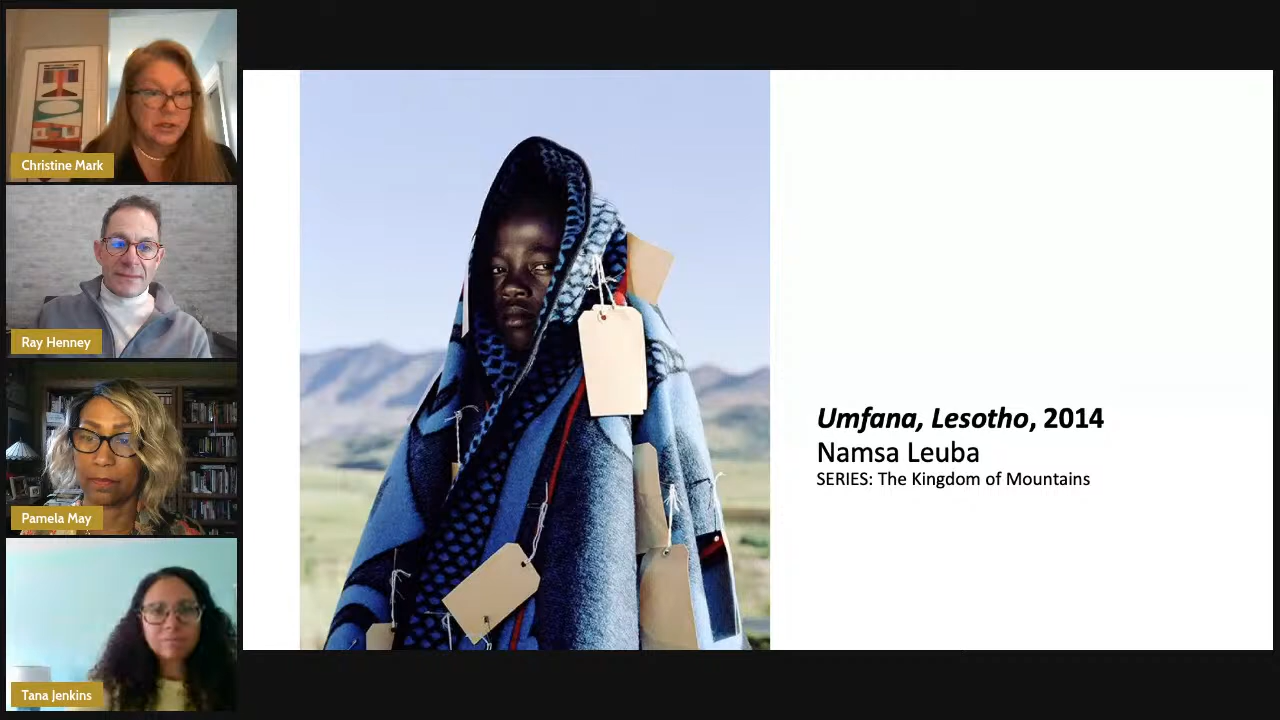 Christine Mark
Ray Henney
Pamela May
Tana Jenkins
Umfana, Lesotho, 2014
Namsa Leuba
SERIES: The Kingdom of Mountains